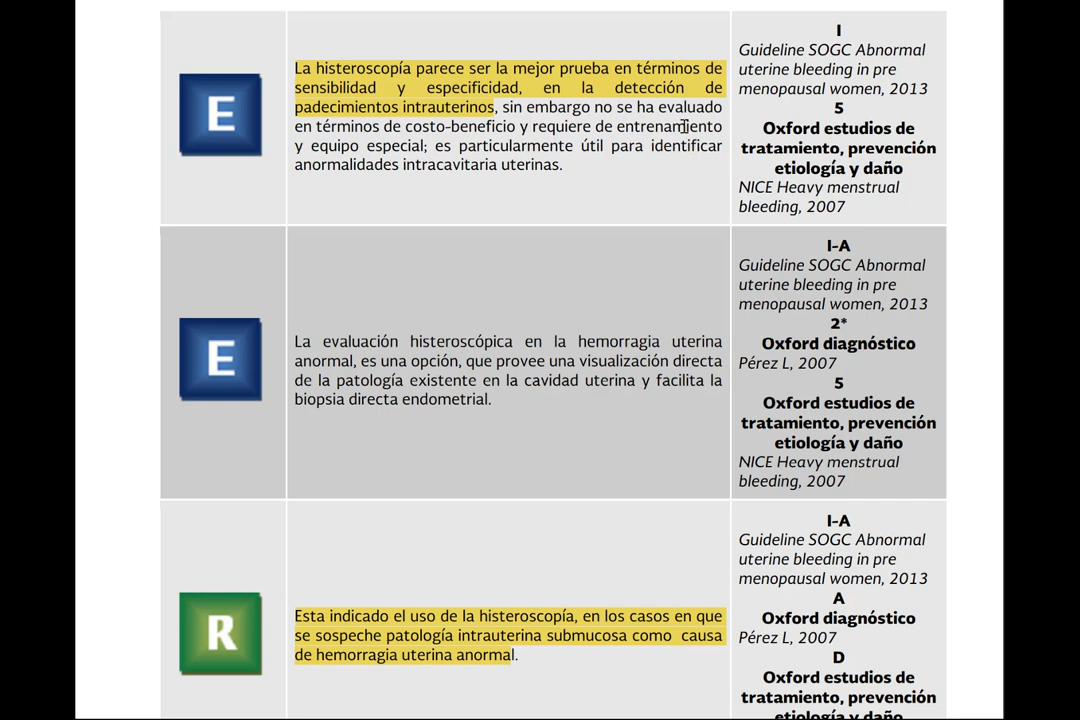 E
La histeroscopía parece ser la mejor prueba en términos de
sensibilidad y especificidad, en la detección de
padecimientos intrauterinos, sin embargo no se ha evaluado
en términos de costo-beneficio y requiere de entrenamiento
y equipo especial; es particularmente útil para identificar
anormalidades intracavitaria uterinas.
I
Guideline SOGC Abnormal
uterine bleeding in pre
menopausal women, 2013
5
Oxford estudios de
tratamiento, prevención
etiología y daño
NICE Heavy menstrual
bleeding, 2007
E
La evaluación histeroscópica en la hemorragia uterina
anormal, es una opción, que provee una visualización directa
de la patología existente en la cavidad uterina y facilita la
biopsia directa endometrial.
I-A
Guideline SOGC Abnormal
uterine bleeding in pre
menopausal women, 2013
2*
Oxford diagnóstico
Pérez L, 2007
5
Oxford estudios de
tratamiento, prevención
etiología y daño
NICE Heavy menstrual
bleeding, 2007
R
Esta indicado el uso de la histeroscopía, en los casos en que
se sospeche patología intrauterina submucosa como causa
de hemorragia uterina anormal.
I-A
Guideline SOGC Abnormal
uterine bleeding in pre
menopausal women, 2013
A
Oxford diagnóstico
Pérez L, 2007
D
Oxford estudios de
tratamiento, prevención
etiología y daño